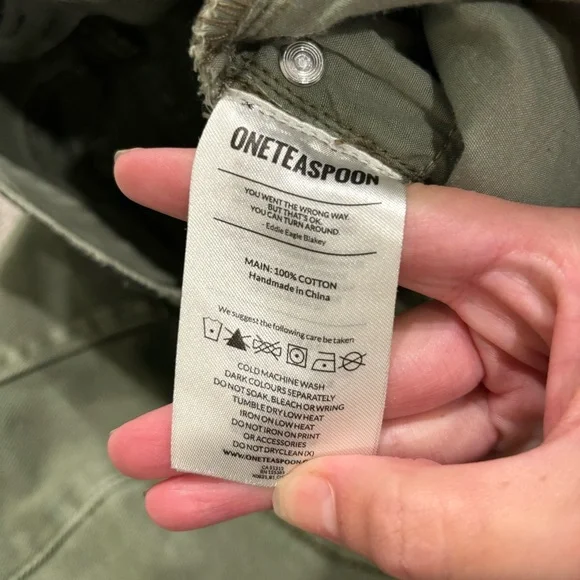 ONETEASPOON
YOU WENT THE WRONG WAY.
BUT THAT'S OK.
YOU CAN TURN AROUND.
- Eddie Eagle Blakey
MAIN: 100% COTTON
Handmade in China
We suggest the following care be taken
COLD MACHINE WASH
DARK COLOURS SEPARATELY
DO NOT SOAK, BLEACH OR WRING
TUMBLE DRY LOW HEAT
IRON ON LOW HEAT
DO NOT IRON ON PRINT
OR ACCESSORIES
DO NOT DRYCLEAN (X)
WWW.ONETEASPOON